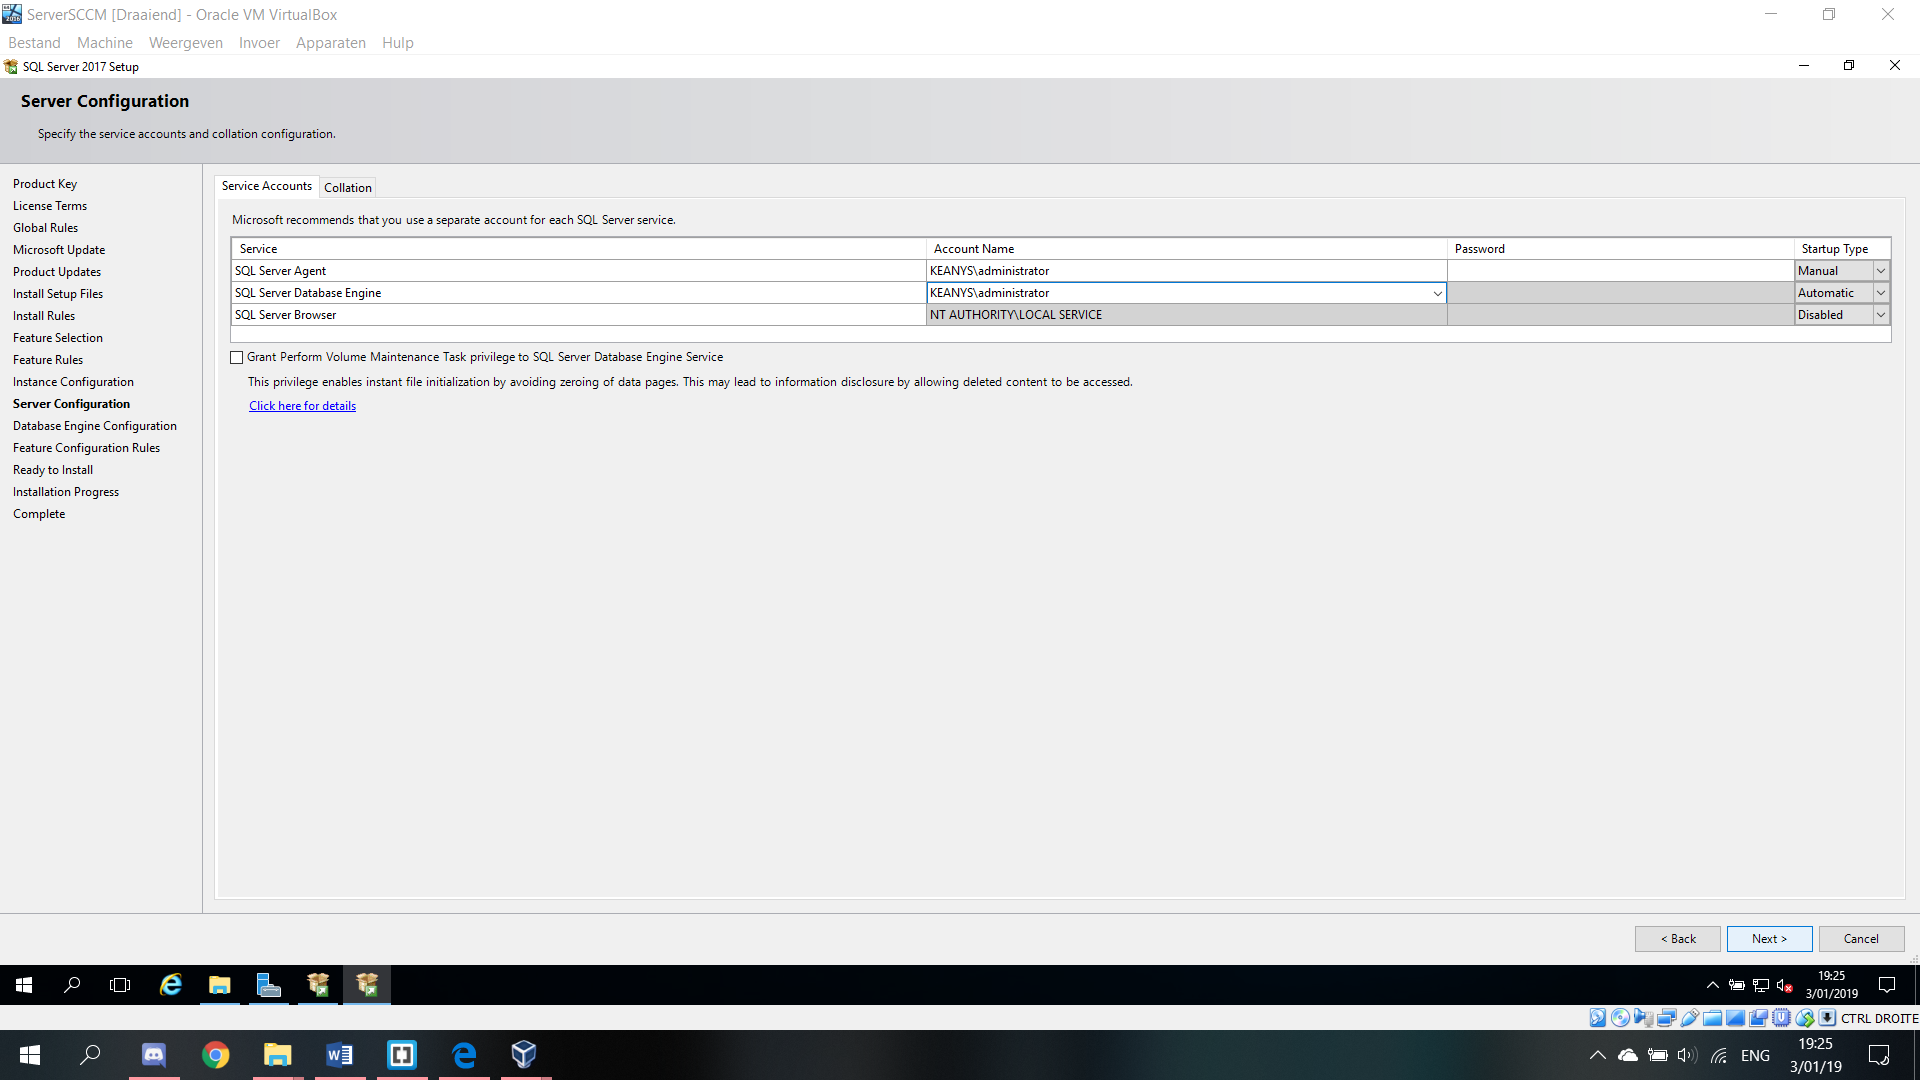 ServerSCCM [Draaiend] - Oracle VM VirtualBox
Bestand Machine Weergeven Invoer Apparaten Hulp
SQL Server 2017 Setup
Server Configuration
Specify the service accounts and collation configuration.
Product Key
License Terms
Global Rules
Microsoft Update
Product Updates
Install Setup Files
Install Rules
Feature Selection
Feature Rules
Instance Configuration
Server Configuration
Database Engine Configuration
Feature Configuration Rules
Ready to Install
Installation Progress
Complete
Service Accounts Collation
Microsoft recommends that you use a separate account for each SQL Server service.
Service Account Name Password Startup Type
SQL Server Agent KEANYS\administrator Manual
SQL Server Database Engine KEANYS\administrator Automatic
SQL Server Browser NT AUTHORITY\LOCAL SERVICE Disabled
Grant Perform Volume Maintenance Task privilege to SQL Server Database Engine Service
This privilege enables instant file initialization by avoiding zeroing of data pages. This may lead to information disclosure by allowing deleted content to be accessed.
Click here for details
< Back Next > Cancel
19:25
3/01/2019
CTRL DROITE
ENG
19:25
3/01/19